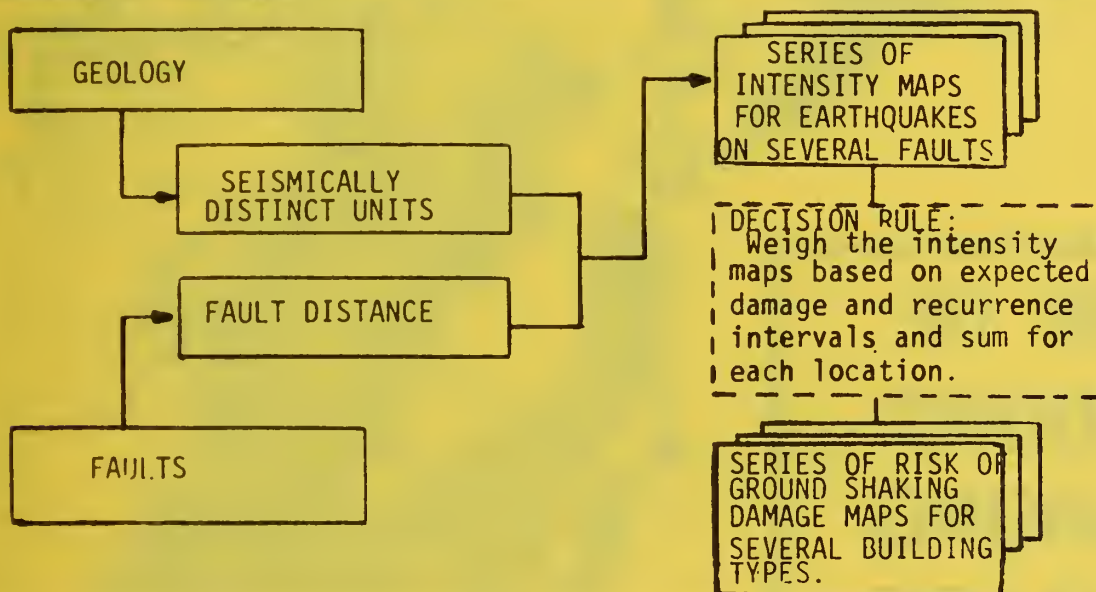 GEOLOGY
SEISMICALLY
DISTINCT UNITS
FAULT DISTANCE
FAULTS
SERIES OF
INTENSITY MAPS
FOR EARTHQUAKES
ON SEVERAL FAULTS
DECISION RULE:
Weigh the intensity
maps based on expected
damage and recurrence
intervals and sum for
each location.
SERIES OF RISK OF
GROUND SHAKING
DAMAGE MAPS FOR
SEVERAL BUILDING
TYPES.